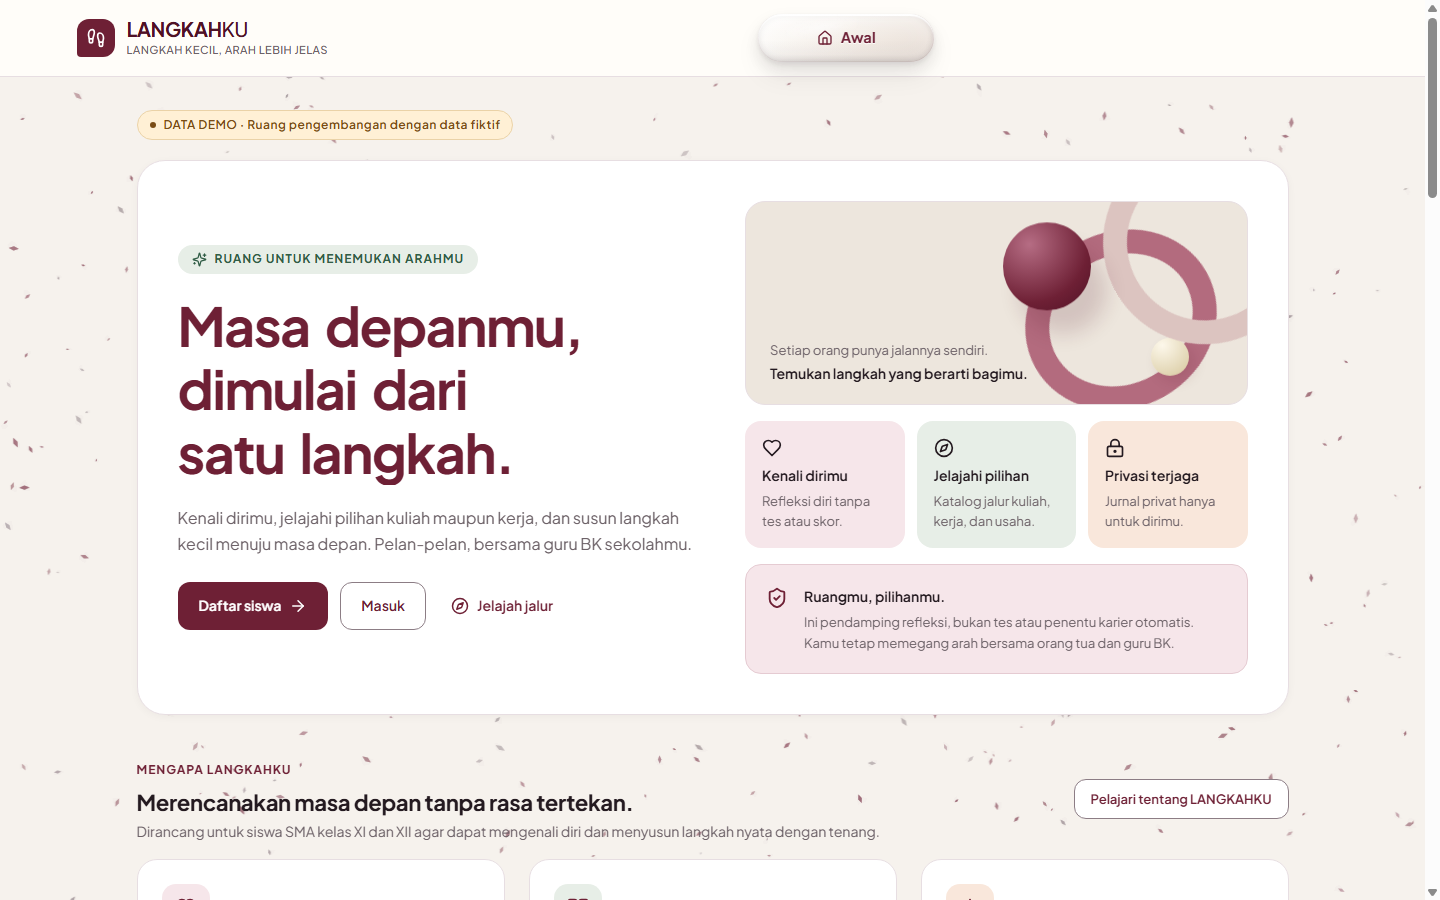 LANGKAHKU
LANGKAH KECIL, ARAH LEBIH JELAS
Awal
DATA DEMO · Ruang pengembangan dengan data fiktif
RUANG UNTUK MENEMUKAN ARAHMU
Masa depanmu,
dimulai dari
satu langkah.
Kenali dirimu, jelajahi pilihan kuliah maupun kerja, dan susun langkah
kecil menuju masa depan. Pelan-pelan, bersama guru BK sekolahmu.
Daftar siswa
Masuk
Jelajah jalur
Setiap orang punya jalannya sendiri.
Temukan langkah yang berarti bagimu.
Kenali dirimu
Refleksi diri tanpa
tes atau skor.
Jelajahi pilihan
Katalog jalur kuliah,
kerja, dan usaha.
Privasi terjaga
Jurnal privat hanya
untuk dirimu.
Ruangmu, pilihanmu.
Ini pendamping refleksi, bukan tes atau penentu karier otomatis.
Kamu tetap memegang arah bersama orang tua dan guru BK.
MENGAPA LANGKAHKU
Merencanakan masa depan tanpa rasa tertekan.
Dirancang untuk siswa SMA kelas XI dan XII agar dapat mengenali diri dan menyusun langkah nyata dengan tenang.
Pelajari tentang LANGKAHKU